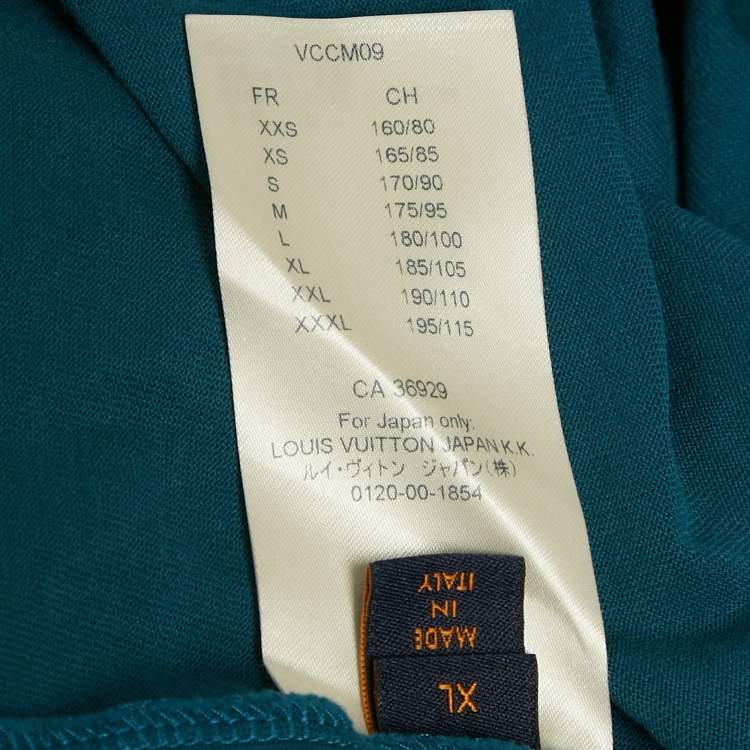 VCCM09
FR CH
XXS 160/80
XS 165/85
S 170/90
M 175/95
L 180/100
XL 185/105
XXL 190/110
XXXL 195/115
CA 36929
For Japan only:
LOUIS VUITTON JAPAN K.K.
ルイ・ヴィトン ジャパン(株)
0120-00-1854
MADE
IN
ITALY
XL